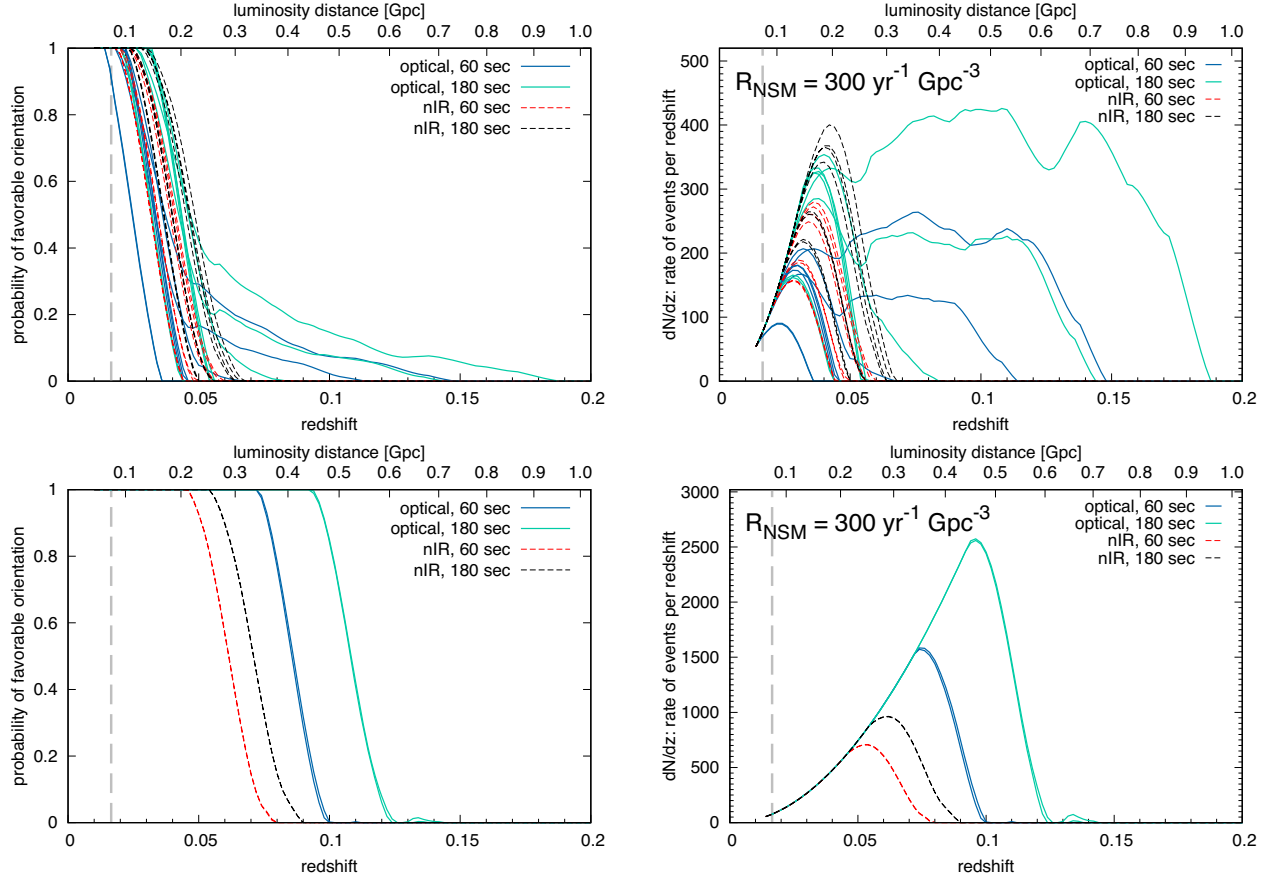 luminosity distance [Gpc]
0.1 0.2 0.3 0.4 0.5 0.6 0.7 0.8 0.9 1.0
probability of favorable orientation
1
0.8
0.6
0.4
0.2
0
optical, 60 sec
optical, 180 sec
nIR, 60 sec
nIR, 180 sec
0 0.05 0.1 0.15 0.2
redshift
luminosity distance [Gpc]
0.1 0.2 0.3 0.4 0.5 0.6 0.7 0.8 0.9 1.0
dN/dz: rate of events per redshift
500
400
300
200
100
0
R_NSM = 300 yr^-1 Gpc^-3
optical, 60 sec
optical, 180 sec
nIR, 60 sec
nIR, 180 sec
0 0.05 0.1 0.15 0.2
redshift
luminosity distance [Gpc]
0.1 0.2 0.3 0.4 0.5 0.6 0.7 0.8 0.9 1.0
probability of favorable orientation
1
0.8
0.6
0.4
0.2
0
optical, 60 sec
optical, 180 sec
nIR, 60 sec
nIR, 180 sec
0 0.05 0.1 0.15 0.2
redshift
luminosity distance [Gpc]
0.1 0.2 0.3 0.4 0.5 0.6 0.7 0.8 0.9 1.0
dN/dz: rate of events per redshift
3000
2500
2000
1500
1000
500
0
R_NSM = 300 yr^-1 Gpc^-3
optical, 60 sec
optical, 180 sec
nIR, 60 sec
nIR, 180 sec
0 0.05 0.1 0.15 0.2
redshift